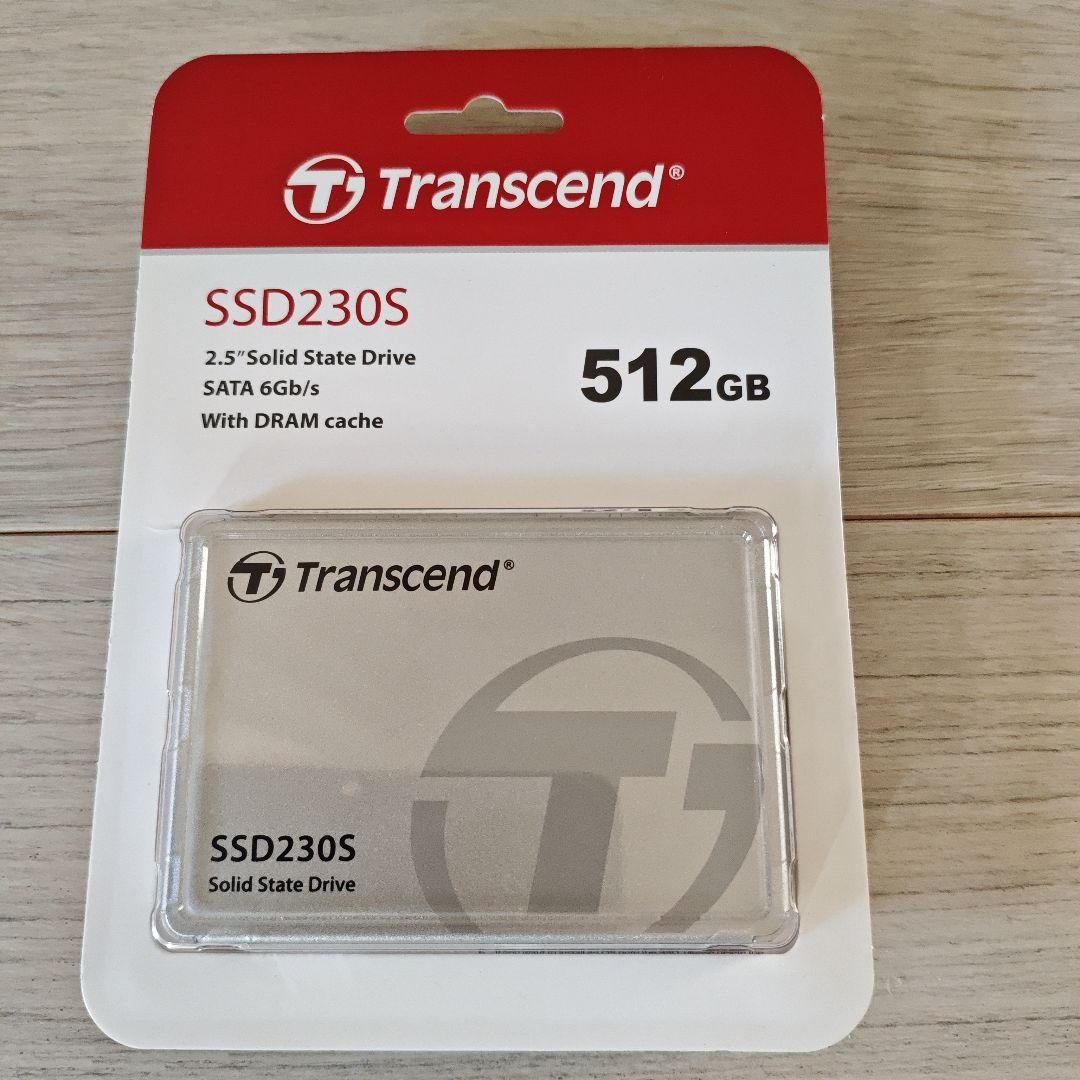 Transcend®
SSD230S
2.5"Solid State Drive
SATA 6Gb/s
With DRAM cache
512GB
Transcend®
SSD230S
Solid State Drive